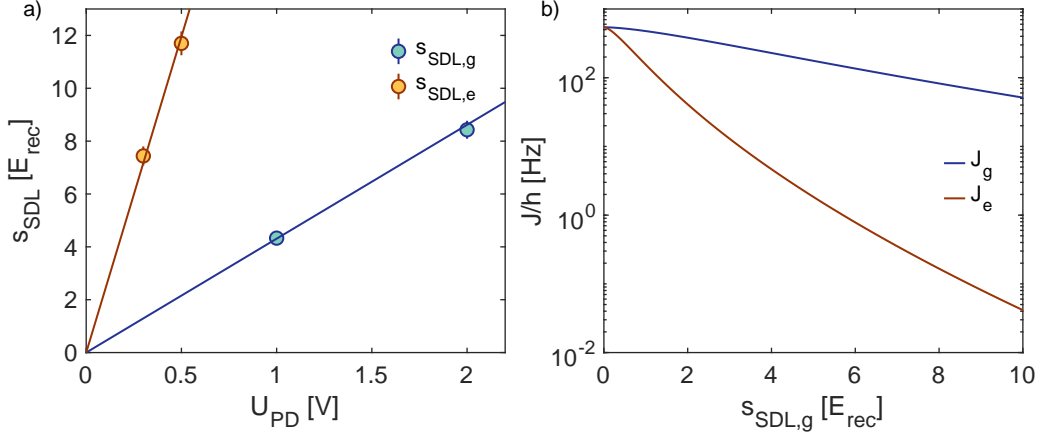 a)
12
10
8
6
4
2
0
s_SDL [E_rec]
s_SDL,g
s_SDL,e
0 0.5 1 1.5 2
U_PD [V]
b)
10^2
10^0
10^-2
J/h [Hz]
J_g
J_e
0 2 4 6 8 10
s_SDL,g [E_rec]